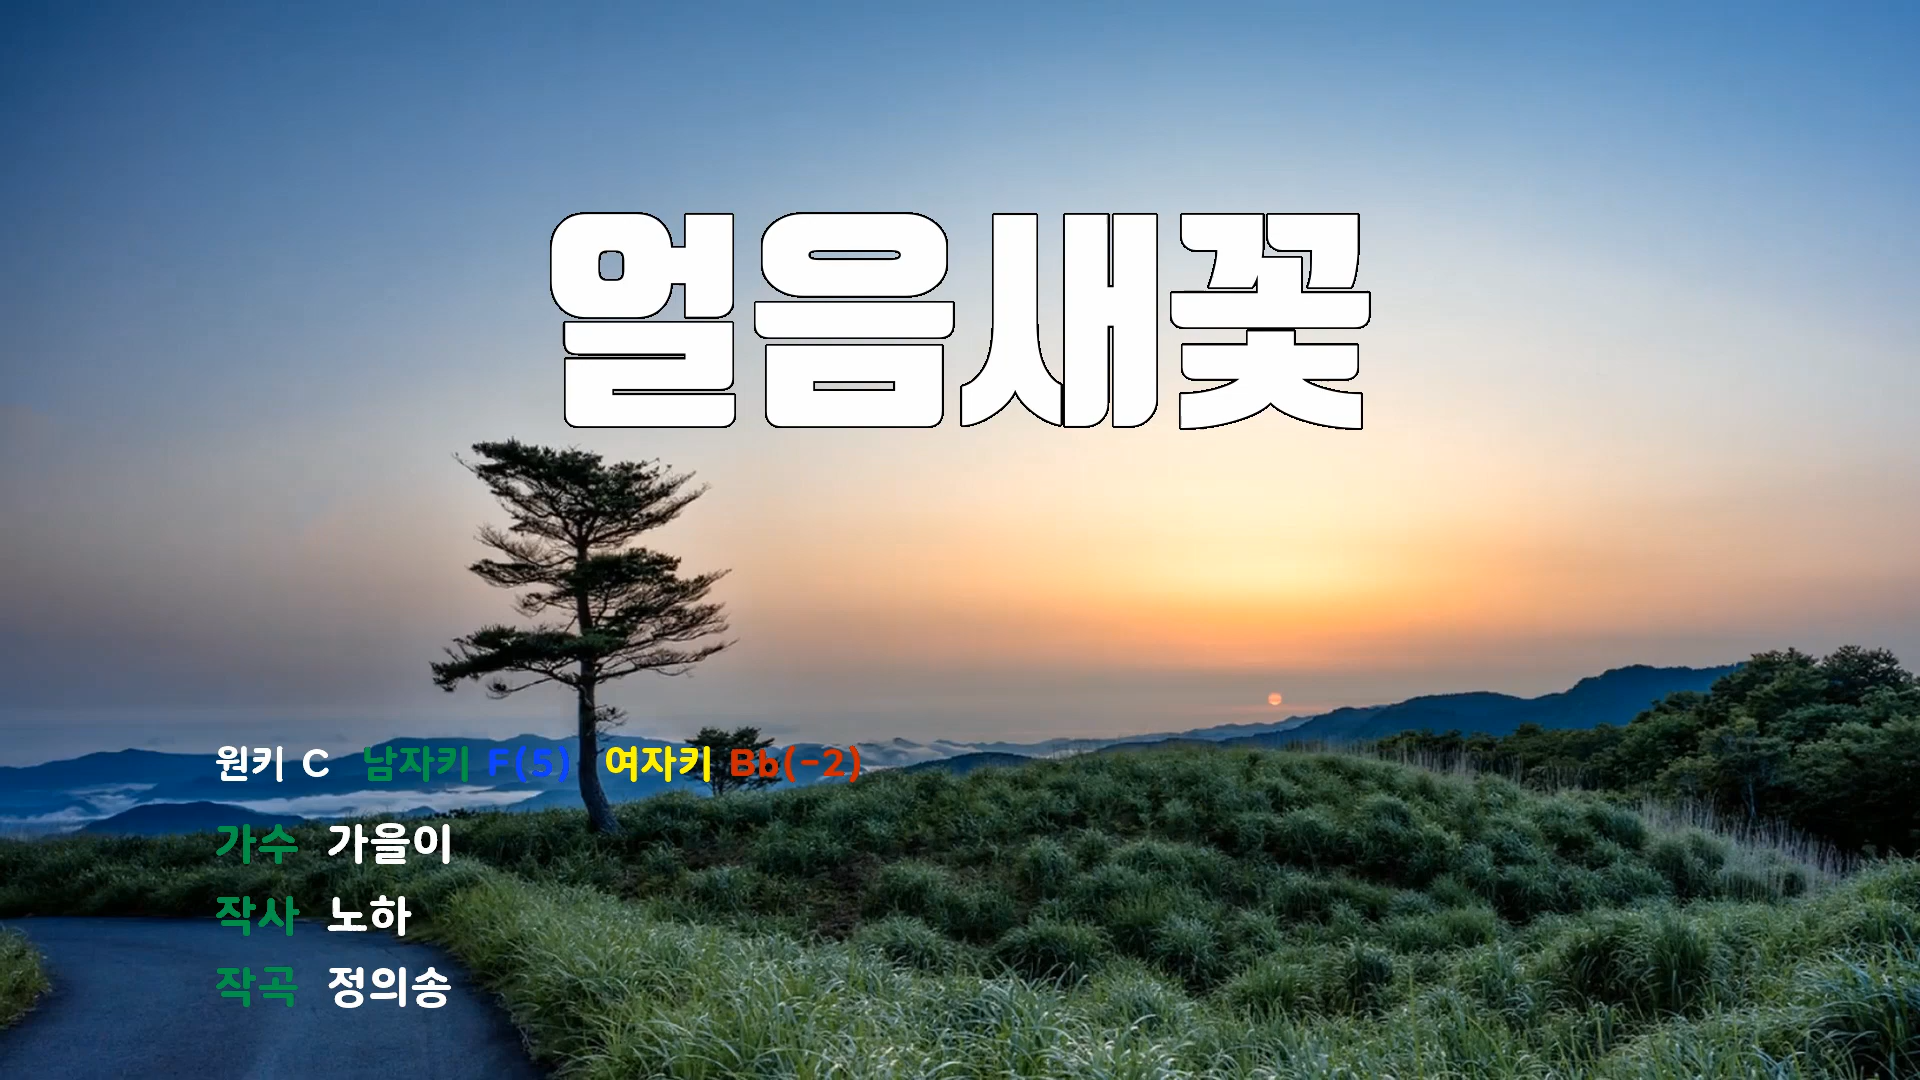 얼음새꽃
원키 C 남자키 F(5) 여자키 Bb(-2)
가수 가을이
작사 노하
작곡 정의송